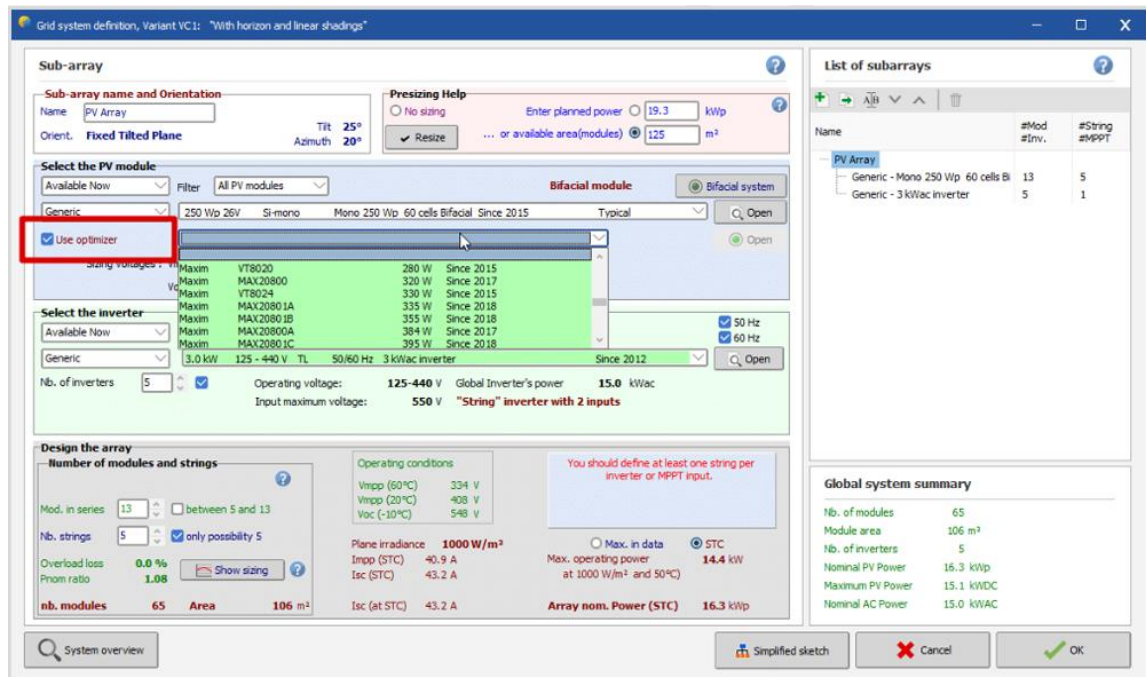 Grid system definition, Variant VC1: "With horizon and linear shadings"
Sub-array
Sub-array name and Orientation
Name PV Array
Orient. Fixed Tilted Plane
Tilt 25°
Azimuth 20°
Presizing Help
No sizing
Enter planned power 19.3 kWp
Resize
... or available area(modules) 125 m²
Select the PV module
Available Now Filter All PV modules Bifacial module Bifacial system
Generic 250 Wp 26V Si-mono Mono 250 Wp 60 cells Bifacial Since 2015 Typical Open
Use optimizer Open
Sizing voltages :
Maxim VT8020 280 W Since 2015
Maxim MAX20800 320 W Since 2017
Maxim VT8024 330 W Since 2015
Maxim MAX20801A 335 W Since 2018
Maxim MAX20801B 355 W Since 2018
Maxim MAX20800A 384 W Since 2017
Maxim MAX20801C 395 W Since 2018
Select the inverter
Available Now
50 Hz
60 Hz
Generic 3.0 kW 125 - 440 V TL 50/60 Hz 3 kWac inverter Since 2012 Open
Nb. of inverters 5 Operating voltage: 125-440 V Global Inverter's power 15.0 kWac
Input maximum voltage: 550 V "String" inverter with 2 inputs
Design the array
Number of modules and strings
Mod. in series 13 between 5 and 13
Nb. strings 5 only possibility 5
Overload loss 0.0 %
Pnom ratio 1.08
Show sizing
nb. modules 65 Area 106 m²
Operating conditions
Vmpp (60°C) 334 V
Vmpp (20°C) 408 V
Voc (-10°C) 548 V
Plane irradiance 1000 W/m²
Impp (STC) 40.9 A
Isc (STC) 43.2 A
Isc (at STC) 43.2 A
You should define at least one string per
inverter or MPPT input.
Max. in data STC
Max. operating power 14.4 kW
at 1000 W/m² and 50°C)
Array nom. Power (STC) 16.3 kWp
List of subarrays
Name #Mod #String
#Inv. #MPPT
PV Array
Generic - Mono 250 Wp 60 cells Bi 13 5
Generic - 3 kWac inverter 5 1
Global system summary
Nb. of modules 65
Module area 106 m²
Nb. of inverters 5
Nominal PV Power 16.3 kWp
Maximum PV Power 15.1 kWDC
Nominal AC Power 15.0 kWAC
System overview
Simplified sketch
Cancel
OK